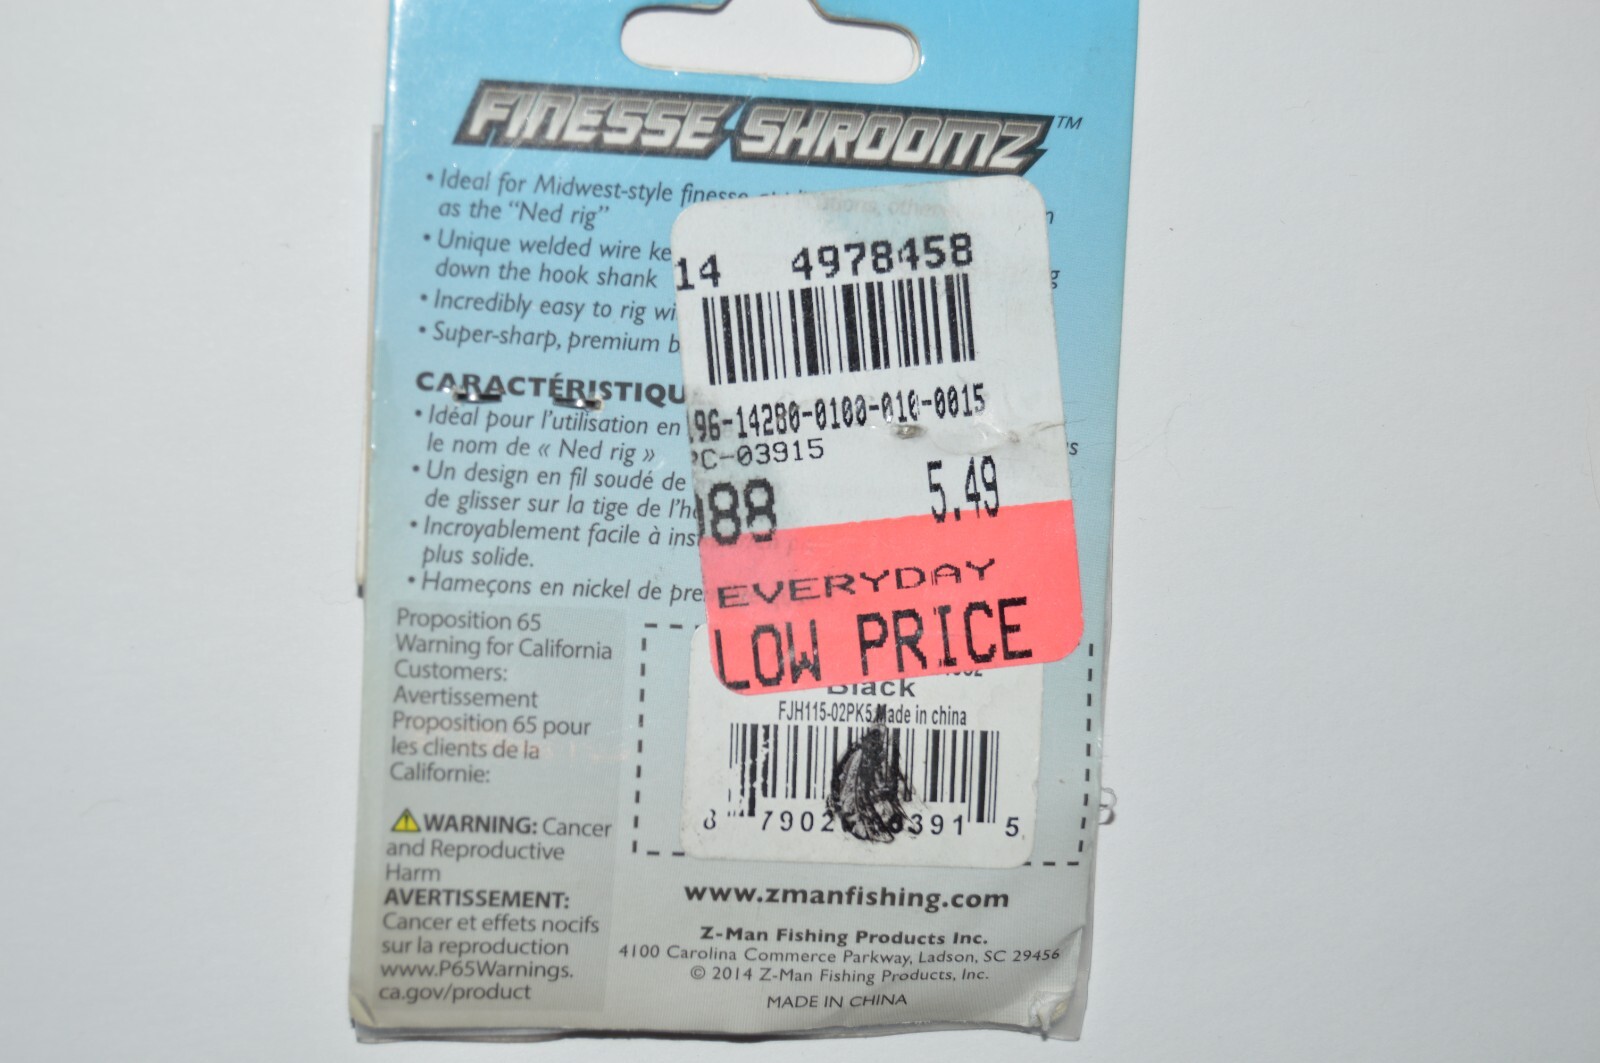 FINESSE SHROOMZ™
• Ideal for Midwest-style finesse
as the "Ned rig"
• Unique welded wire
down the hook shank
• Incredibly easy to rig
• Super-sharp, premium
CARACTÉRISTIQU
• Idéal pour l'utilisation en
le nom de « Ned rig »
• Un design en fil soudé de
de glisser sur la tige de
• Incroyablement facile à
plus solide.
• Hameçons en nickel de
14 4978458
96-14280-0100-010-0015
PC-03915
88 5.49
EVERYDAY
LOW PRICE
Black
FJH115-02PK5 Made in china
8 7902 8391 5
Proposition 65
Warning for California
Customers:
Avertissement
Proposition 65 pour
les clients de la
Californie:
WARNING: Cancer
and Reproductive
Harm
AVERTISSEMENT:
Cancer et effets nocifs
sur la reproduction
www.P65Warnings.
ca.gov/product
www.zmanfishing.com
Z-Man Fishing Products Inc.
4100 Carolina Commerce Parkway, Ladson, SC 29456
© 2014 Z-Man Fishing Products, Inc.
MADE IN CHINA